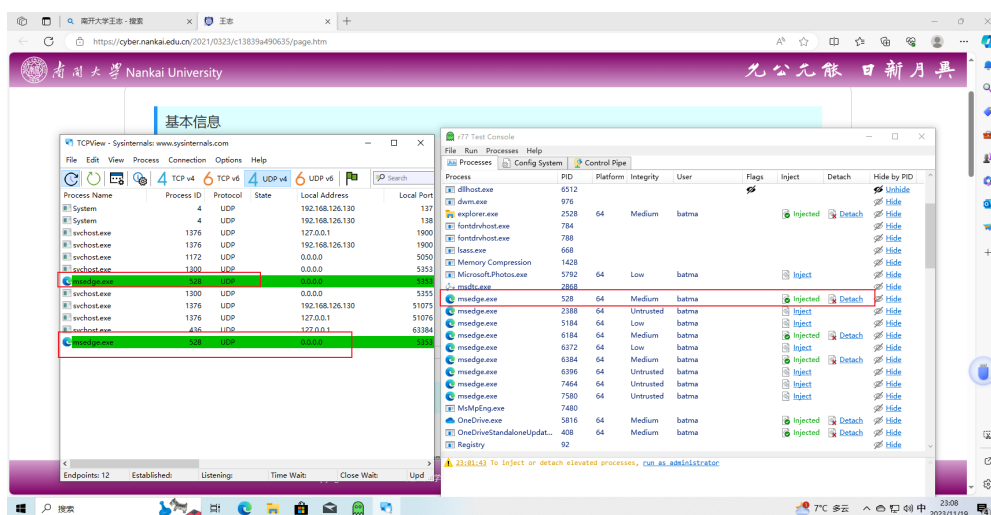 南开大学王志 - 搜索
王志
https://cyber.nankai.edu.cn/2021/0323/c13839a490635/page.htm
南开大学 Nankai University
允公允能 日新月異
基本信息
TCPView - Sysinternals: www.sysinternals.com
File Edit View Process Connection Options Help
4 TCP v4 6 TCP v6 4 UDP v4 6 UDP v6 Search
Process Name Process ID Protocol State Local Address Local Port
System 4 UDP 192.168.126.130 137
System 4 UDP 192.168.126.130 138
svchost.exe 1376 UDP 127.0.0.1 1900
svchost.exe 1376 UDP 192.168.126.130 1900
svchost.exe 1172 UDP 0.0.0.0 5050
svchost.exe 1300 UDP 0.0.0.0 5353
msedge.exe 528 UDP 0.0.0.0 5353
svchost.exe 1300 UDP 0.0.0.0 5355
svchost.exe 1376 UDP 192.168.126.130 51075
svchost.exe 1376 UDP 127.0.0.1 51076
svchost.exe 436 UDP 127.0.0.1 63384
msedge.exe 528 UDP 0.0.0.0 5353
Endpoints: 12 Established: Listening: Time Wait: Close Wait: Upd
r77 Test Console
File Run Processes Help
Processes Config System Control Pipe
Process PID Platform Integrity User Flags Inject Detach Hide by PID
dllhost.exe 6512 Unhide
dwm.exe 976 Hide
explorer.exe 2528 64 Medium batma Injected Detach Hide
fontdrvhost.exe 784 Hide
fontdrvhost.exe 788 Hide
lsass.exe 668 Hide
Memory Compression 1428 Hide
Microsoft.Photos.exe 5792 64 Low batma Inject Hide
msdtc.exe 2868 Hide
msedge.exe 528 64 Medium batma Injected Detach Hide
msedge.exe 2388 64 Untrusted batma Inject Hide
msedge.exe 5184 64 Low batma Inject Hide
msedge.exe 6184 64 Medium batma Injected Detach Hide
msedge.exe 6372 64 Low batma Inject Hide
msedge.exe 6384 64 Medium batma Injected Detach Hide
msedge.exe 6396 64 Untrusted batma Inject Hide
msedge.exe 7464 64 Untrusted batma Inject Hide
msedge.exe 7580 64 Untrusted batma Inject Hide
MsMpEng.exe 7480 Hide
OneDrive.exe 5816 64 Medium batma Injected Detach Hide
OneDriveStandaloneUpdat... 408 64 Medium batma Injected Detach Hide
Registry 92 Hide
23:01:43 To inject or detach elevated processes, run as administrator
搜索
7°C 多云 中 23:08
2023/11/19